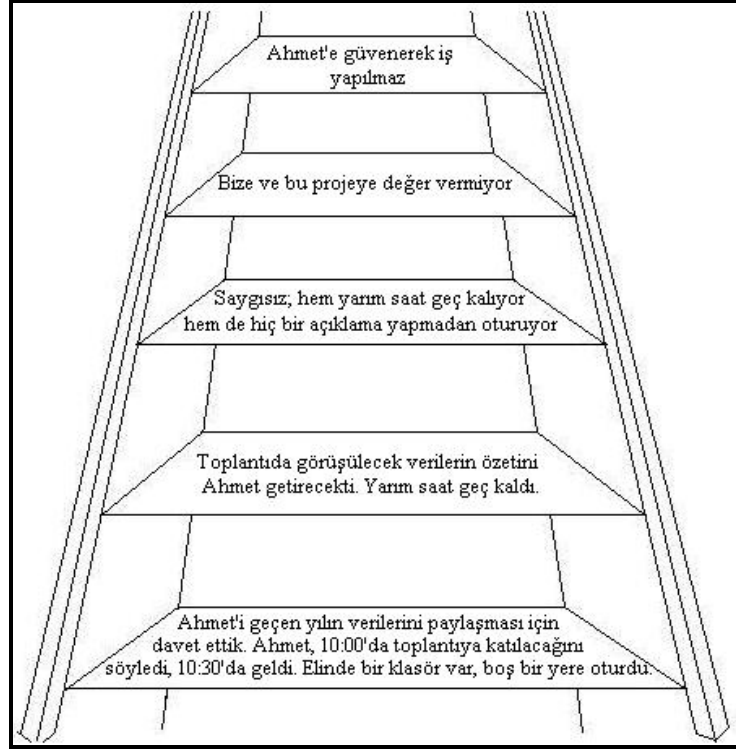 Ahmet'e güvenerek iş
yapılmaz
Bize ve bu projeye değer vermiyor
Saygısız; hem yarım saat geç kalıyor
hem de hiç bir açıklama yapmadan oturuyor
Toplantıda görüşülecek verilerin özetini
Ahmet getirecekti. Yarım saat geç kaldı.
Ahmet'i geçen yılın verilerini paylaşması için
davet ettik. Ahmet, 10:00'da toplantıya katılacağını
söyledi, 10:30'da geldi. Elinde bir klasör var, boş bir yere oturdu.